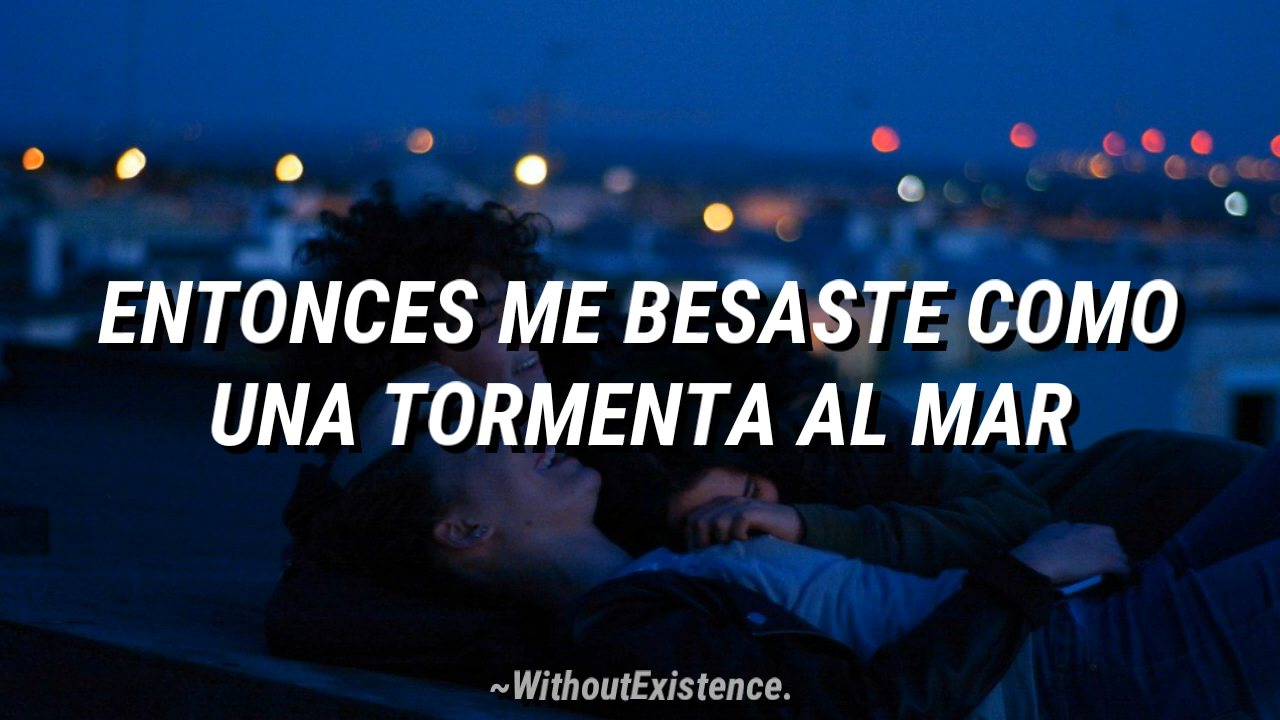 ENTONCES ME BESASTE COMO
UNA TORMENTA AL MAR
~WithoutExistence.